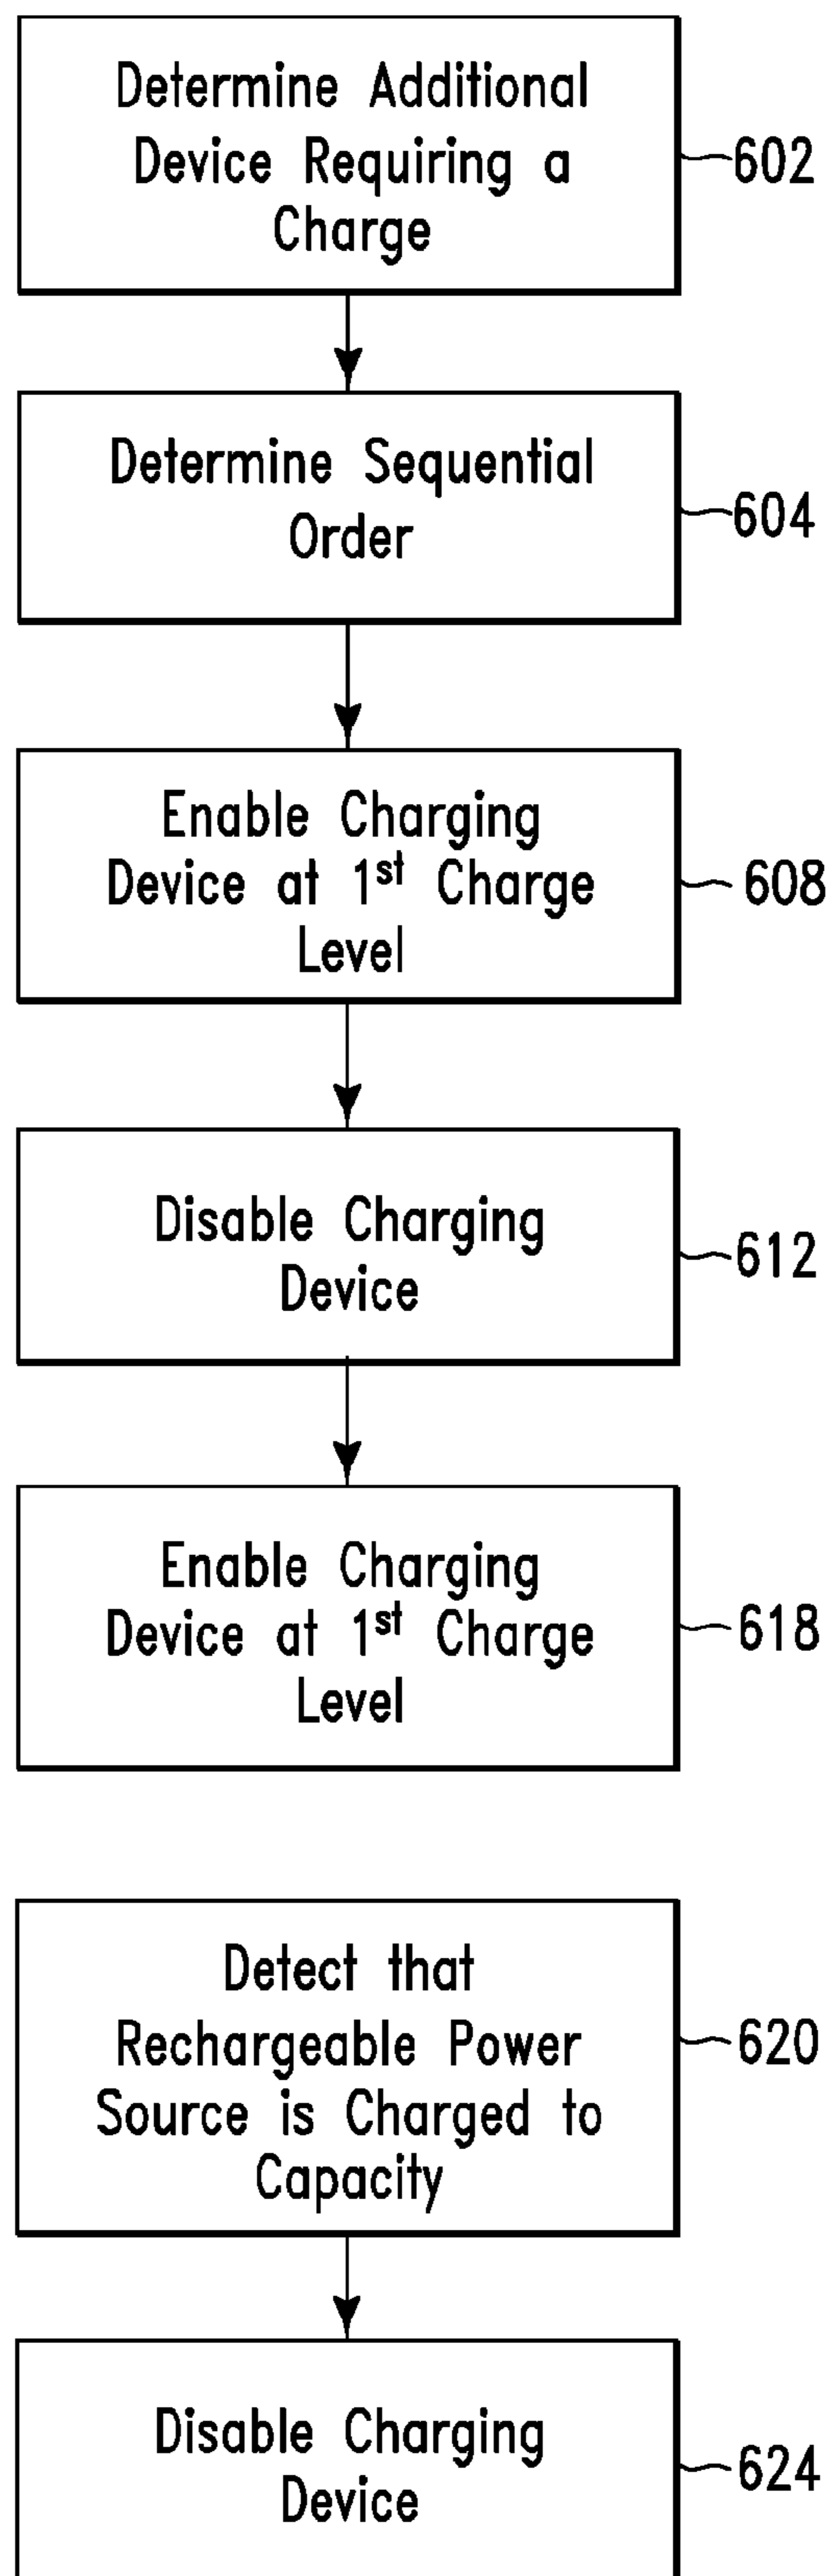 Determine Additional
Device Requiring a
Charge
602
Determine Sequential
Order
604
Enable Charging
Device at 1st Charge
Level
608
Disable Charging
Device
612
Enable Charging
Device at 1st Charge
Level
618
Detect that
Rechargeable Power
Source is Charged to
Capacity
620
Disable Charging
Device
624